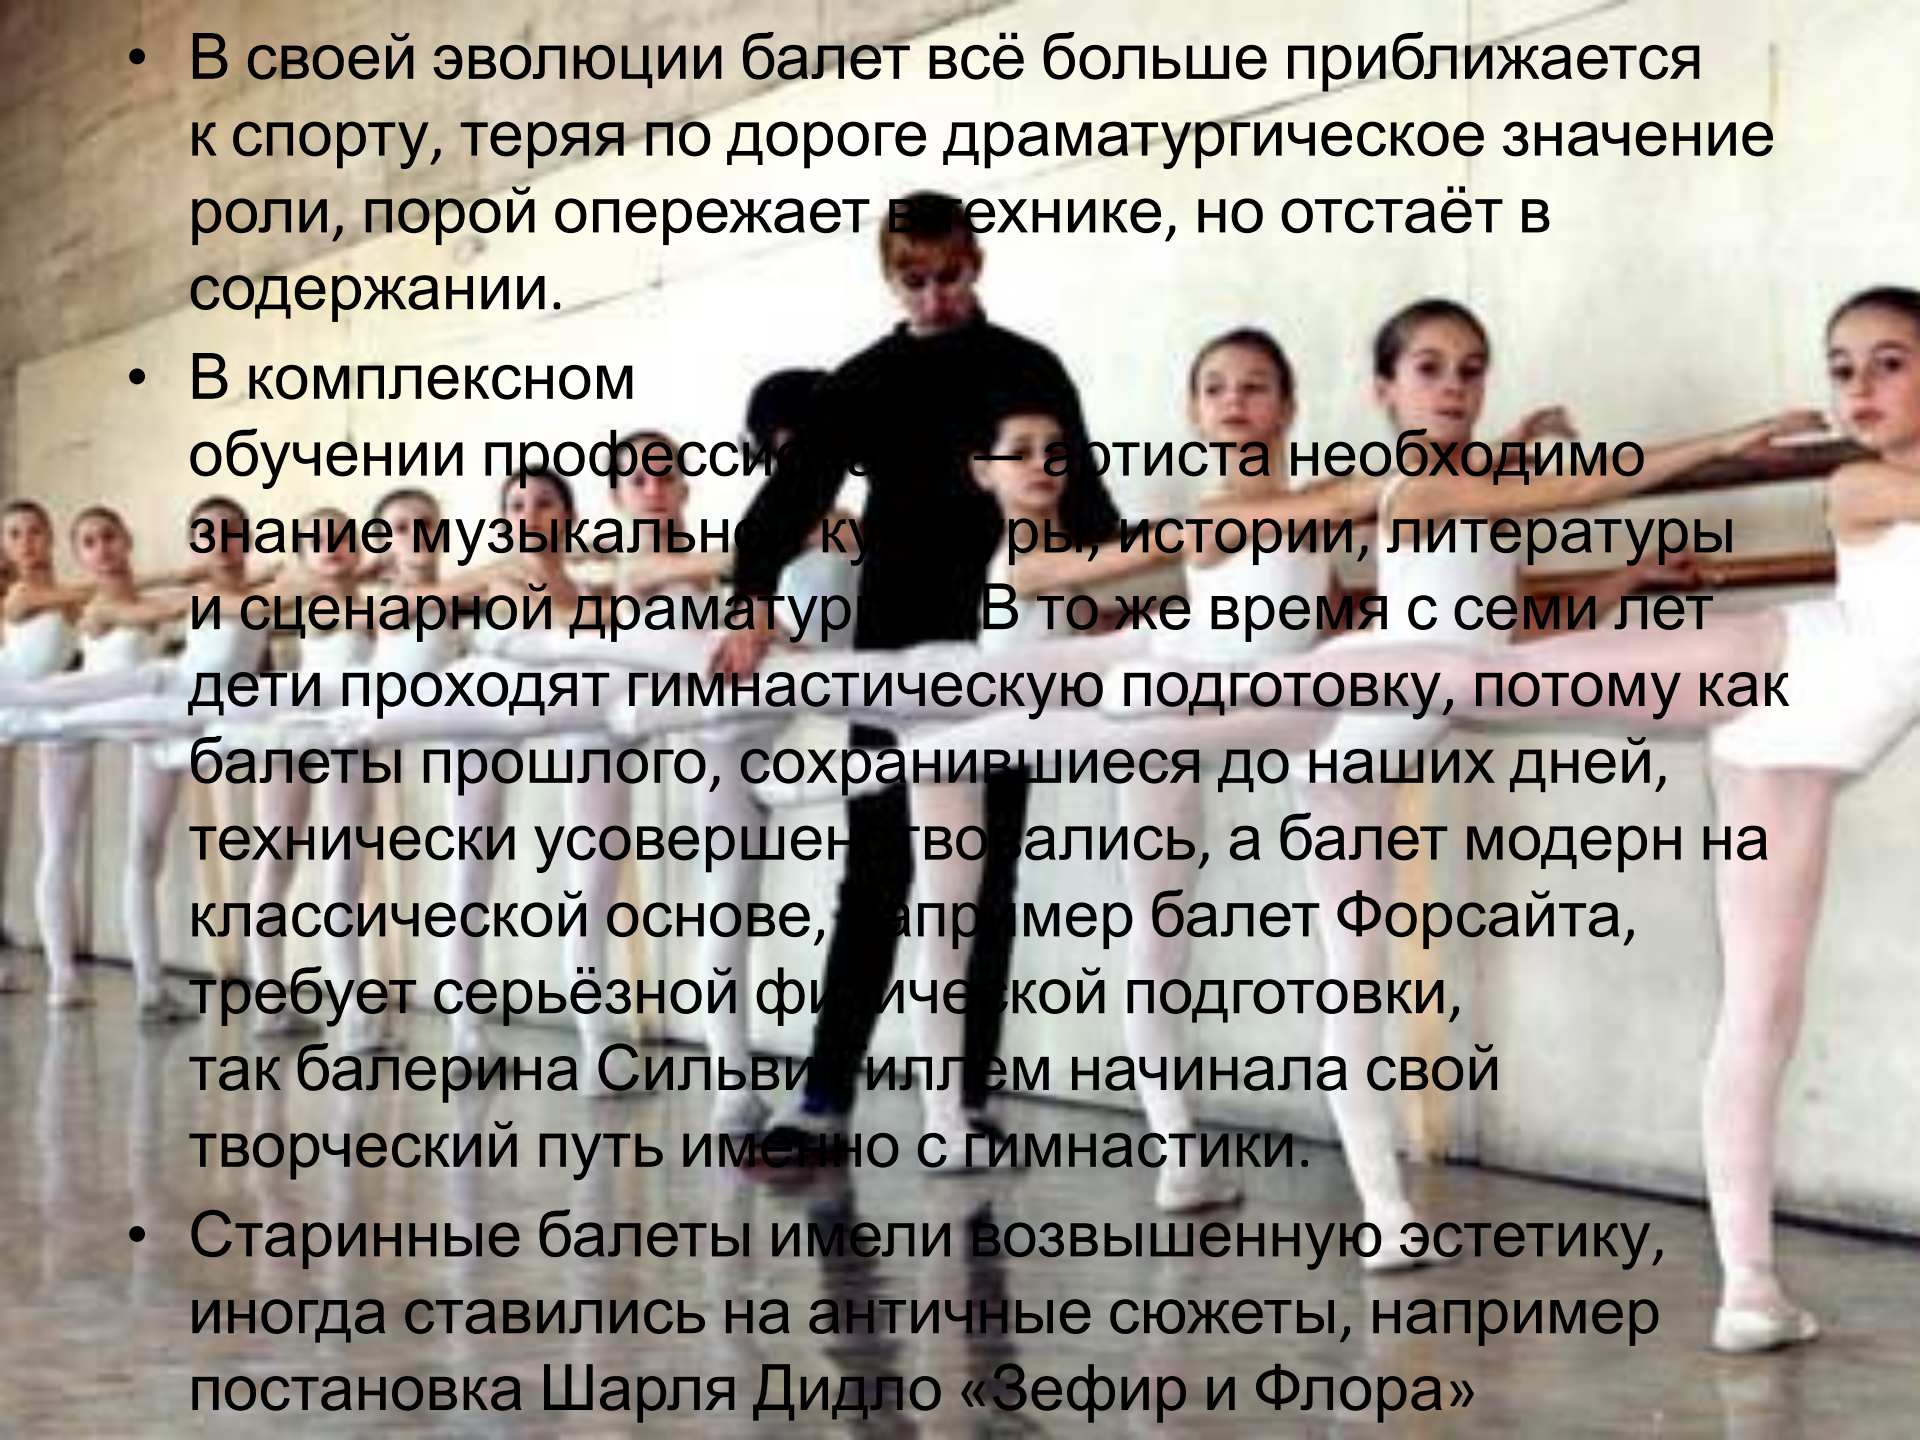 • В своей эволюции балет всё больше приближается
к спорту, теряя по дороге драматургическое значение
роли, порой опережает в технике, но отстаёт в
содержании.
• В комплексном
обучении профессионала — артиста необходимо
знание музыкальной культуры, истории, литературы
и сценарной драматургии. В то же время с семи лет
дети проходят гимнастическую подготовку, потому как
балеты прошлого, сохранившиеся до наших дней,
технически усовершенствовались, а балет модерн на
классической основе, например балет Форсайта,
требует серьёзной физической подготовки,
так балерина Сильви Гиллем начинала свой
творческий путь именно с гимнастики.
• Старинные балеты имели возвышенную эстетику,
иногда ставились на античные сюжеты, например
постановка Шарля Дидло «Зефир и Флора»